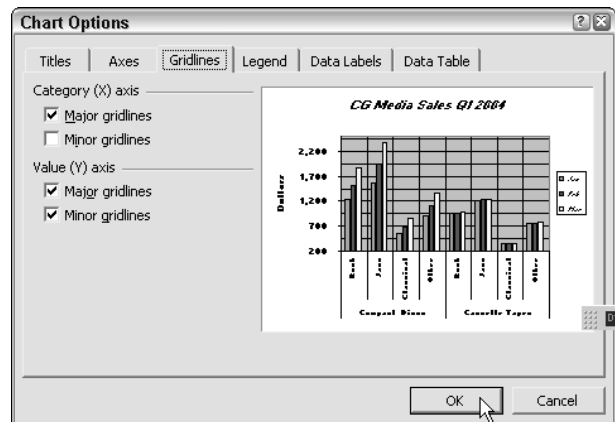 Chart Options
Titles
Axes
Gridlines
Legend
Data Labels
Data Table
Category (X) axis
Major gridlines
Minor gridlines
Value (Y) axis
Major gridlines
Minor gridlines
CG Media Sales Q1 2004
Dollars
2,200
1,700
1,200
700
200
Rock
Jazz
Classical
Other
Rock
Jazz
Classical
Other
Cassette Tapes
OK
Cancel